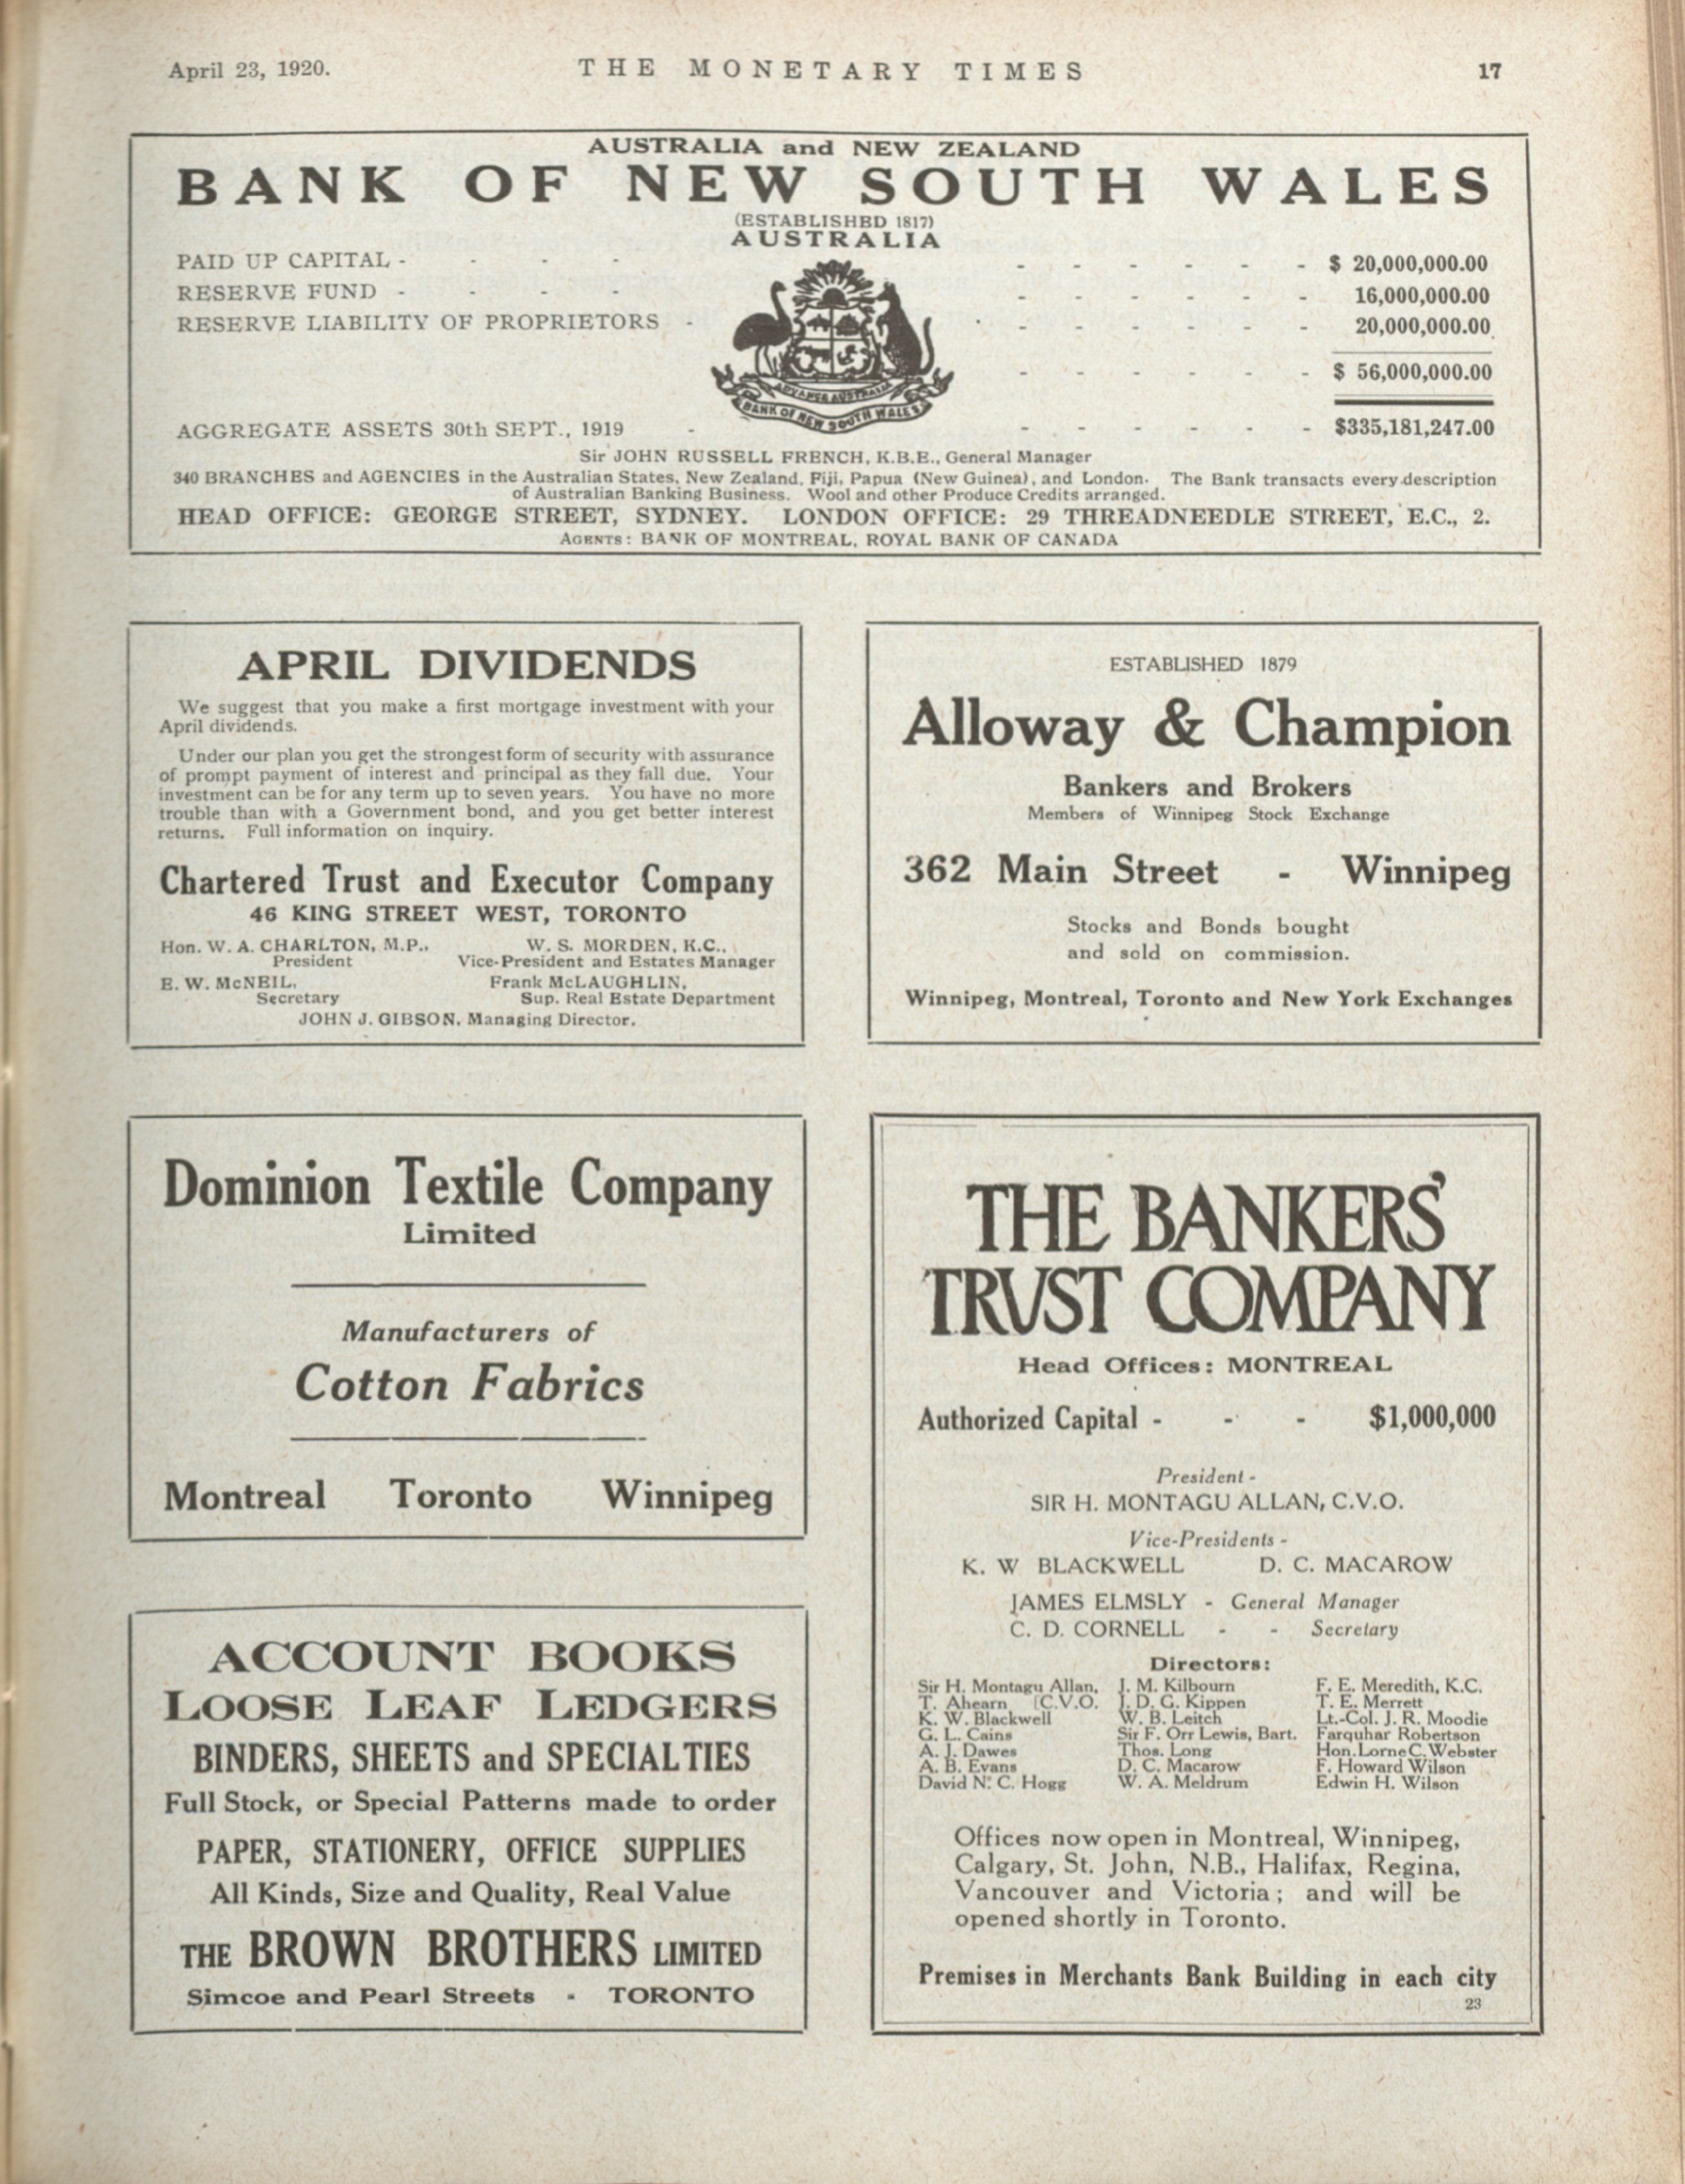 April 23, 1920.
THE MONETARY TIMES
17
AUSTRALIA and NEW ZEALAND
BANK OF NEW SOUTH WALES
(ESTABLISHED 1817)
AUSTRALIA
PAID UP CAPITAL - - - - - - - - - - $ 20,000,000.00
RESERVE FUND - - - - - - - - - - 16,000,000.00
RESERVE LIABILITY OF PROPRIETORS - - - - - - - - 20,000,000.00
- - - - - - $ 56,000,000.00
ADVANCE AUSTRALIA
BANK OF NEW SOUTH WALES
AGGREGATE ASSETS 30th SEPT., 1919 - - - - - - - $335,181,247.00
Sir JOHN RUSSELL FRENCH, K.B.E., General Manager
340 BRANCHES and AGENCIES in the Australian States, New Zealand, Fiji, Papua (New Guinea), and London. The Bank transacts every description
of Australian Banking Business. Wool and other Produce Credits arranged.
HEAD OFFICE: GEORGE STREET, SYDNEY. LONDON OFFICE: 29 THREADNEEDLE STREET, E.C., 2.
AGENTS: BANK OF MONTREAL, ROYAL BANK OF CANADA
APRIL DIVIDENDS
We suggest that you make a first mortgage investment with your
April dividends.
Under our plan you get the strongest form of security with assurance
of prompt payment of interest and principal as they fall due. Your
investment can be for any term up to seven years. You have no more
trouble than with a Government bond, and you get better interest
returns. Full information on inquiry.
Chartered Trust and Executor Company
46 KING STREET WEST, TORONTO
Hon. W. A. CHARLTON, M.P., W. S. MORDEN, K.C.,
President Vice-President and Estates Manager
E. W. McNEIL, Frank McLAUGHLIN,
Secretary Sup. Real Estate Department
JOHN J. GIBSON, Managing Director.
ESTABLISHED 1879
Alloway & Champion
Bankers and Brokers
Members of Winnipeg Stock Exchange
362 Main Street - Winnipeg
Stocks and Bonds bought
and sold on commission.
Winnipeg, Montreal, Toronto and New York Exchanges
Dominion Textile Company
Limited
Manufacturers of
Cotton Fabrics
Montreal Toronto Winnipeg
ACCOUNT BOOKS
LOOSE LEAF LEDGERS
BINDERS, SHEETS and SPECIALTIES
Full Stock, or Special Patterns made to order
PAPER, STATIONERY, OFFICE SUPPLIES
All Kinds, Size and Quality, Real Value
THE BROWN BROTHERS LIMITED
Simcoe and Pearl Streets - TORONTO
THE BANKERS'
TRVST COMPANY
Head Offices: MONTREAL
Authorized Capital - - - $1,000,000
President -
SIR H. MONTAGU ALLAN, C.V.O.
Vice-Presidents -
K. W BLACKWELL D. C. MACAROW
JAMES ELMSLY - General Manager
C. D. CORNELL - - Secretary
Directors:
Sir H. Montagu Allan, J. M. Kilbourn F. E. Meredith, K.C.
T. Ahearn [C.V.O. J. D. G. Kippen T. E. Merrett
K. W. Blackwell W. B. Leitch Lt.-Col. J. R. Moodie
G. L. Cains Sir F. Orr Lewis, Bart. Farquhar Robertson
A. J. Dawes Thos. Long Hon. Lorne C. Webster
A. B. Evans D. C. Macarow F. Howard Wilson
David N. C. Hogg W. A. Meldrum Edwin H. Wilson
Offices now open in Montreal, Winnipeg,
Calgary, St. John, N.B., Halifax, Regina,
Vancouver and Victoria; and will be
opened shortly in Toronto.
Premises in Merchants Bank Building in each city
23